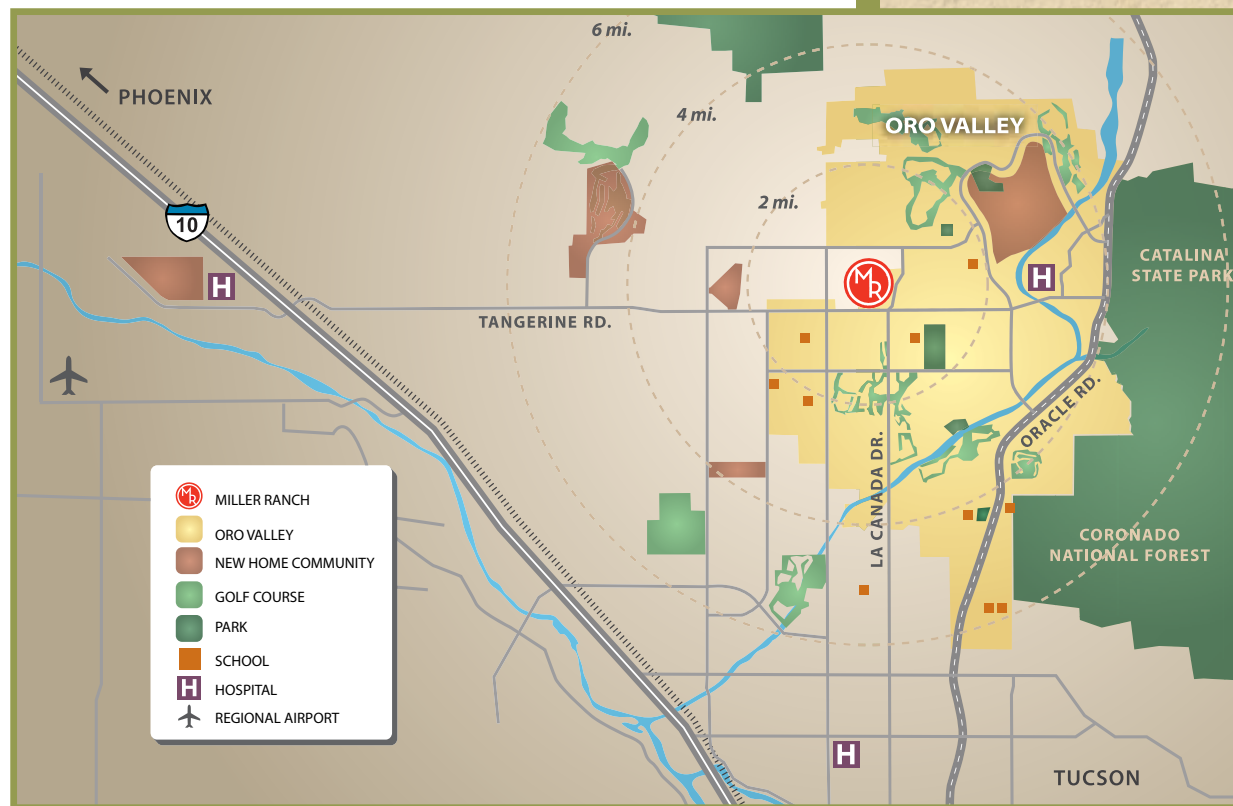 6 mi.
PHOENIX
4 mi.
ORO VALLEY
2 mi.
10
H
H
MR
CATALINA
STATE PARK
TANGERINE RD.
ORACLE RD.
LA CANADA DR.
MR MILLER RANCH
ORO VALLEY
NEW HOME COMMUNITY
GOLF COURSE
PARK
SCHOOL
H HOSPITAL
REGIONAL AIRPORT
CORONADO
NATIONAL FOREST
H
TUCSON